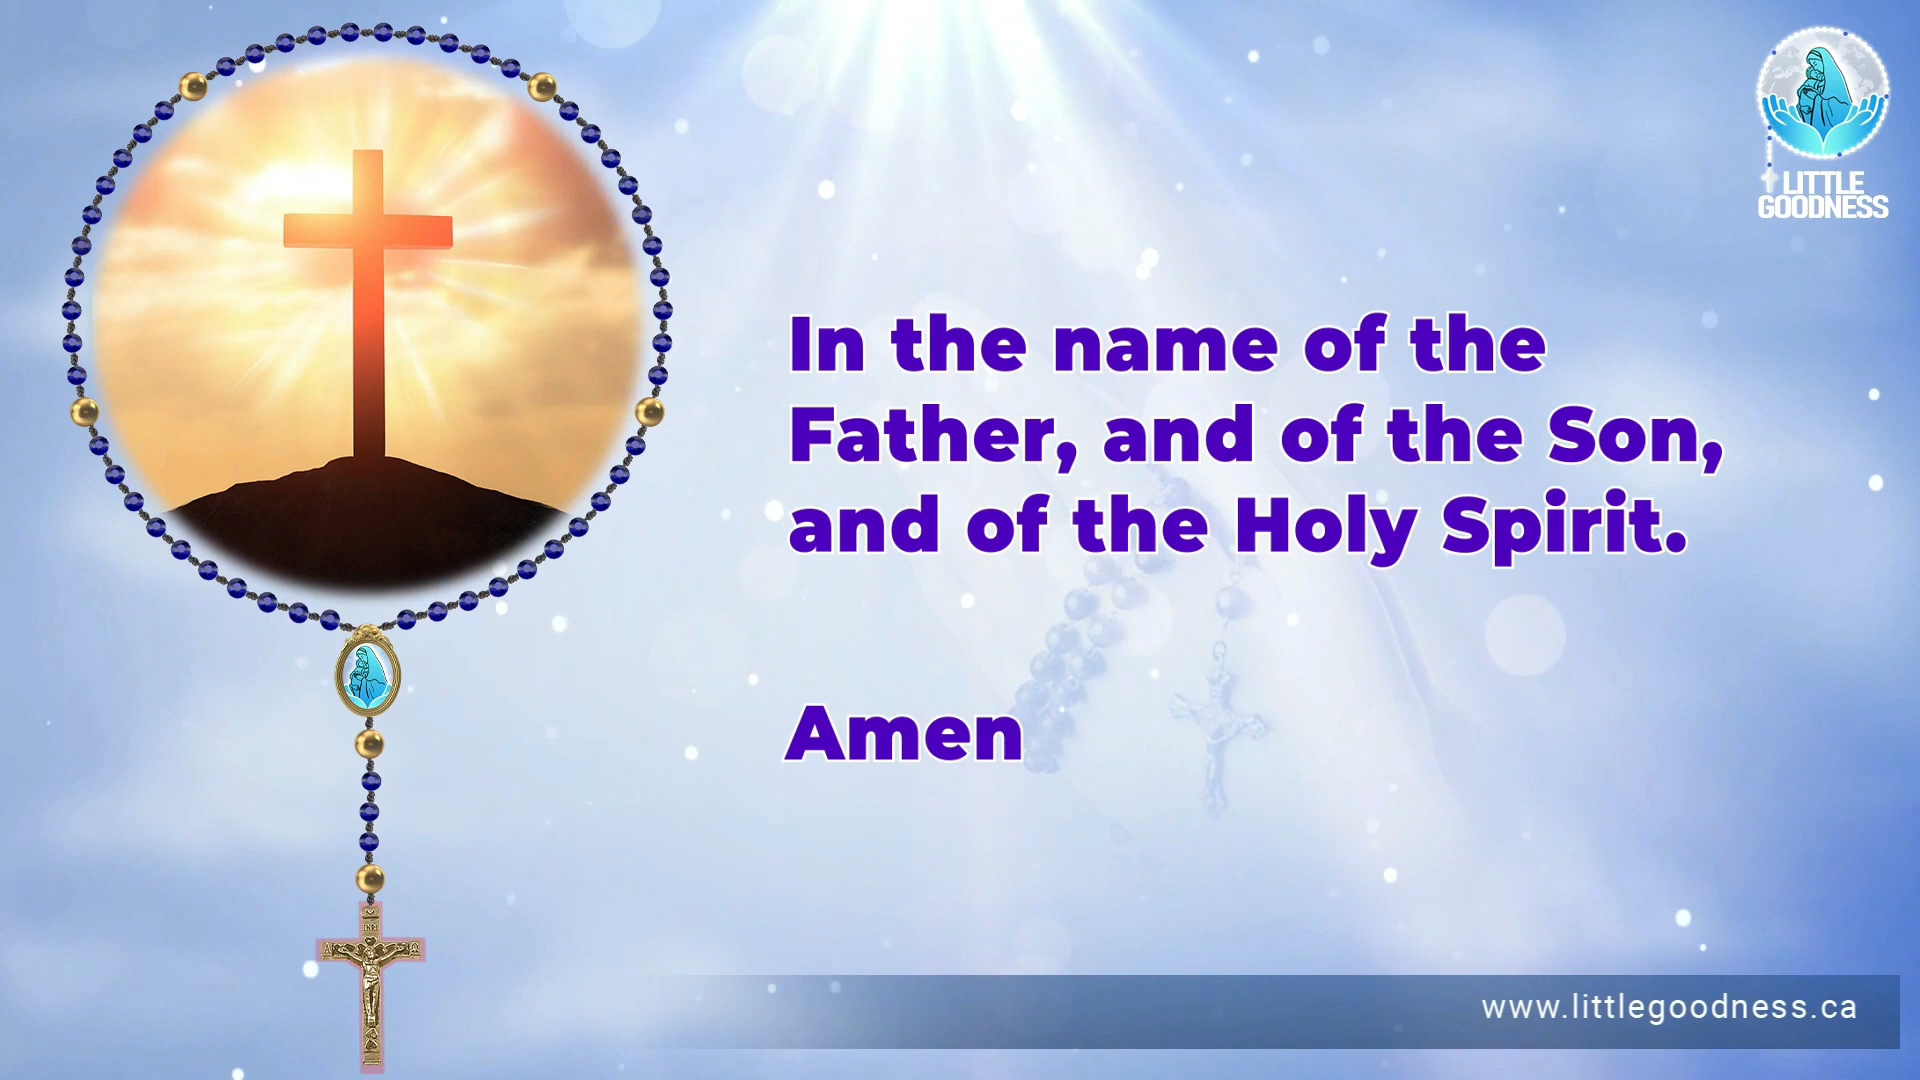 LITTLE
GOODNESS
In the name of the
Father, and of the Son,
and of the Holy Spirit.
Amen
INRI
A Ω
www.littlegoodness.ca